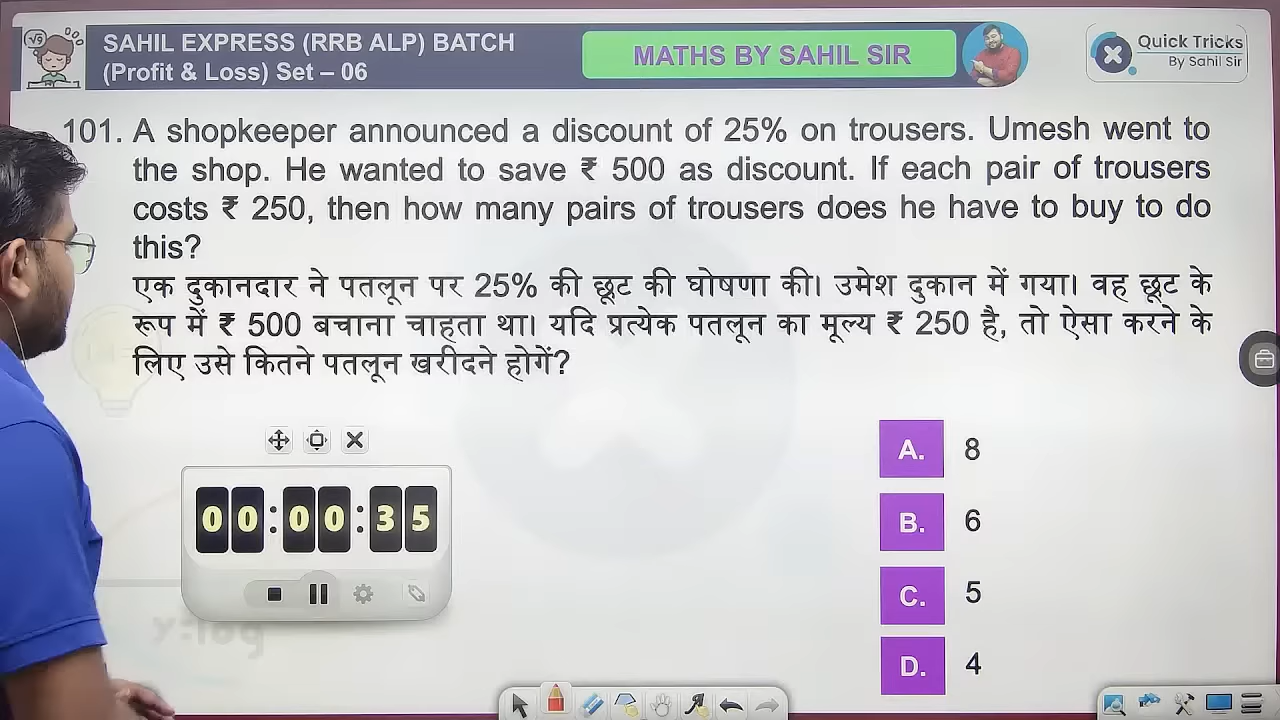 SAHIL EXPRESS (RRB ALP) BATCH
(Profit & Loss) Set – 06
MATHS BY SAHIL SIR
Quick Tricks
By Sahil Sir
101. A shopkeeper announced a discount of 25% on trousers. Umesh went to
the shop. He wanted to save ₹ 500 as discount. If each pair of trousers
costs ₹ 250, then how many pairs of trousers does he have to buy to do
this?
एक दुकानदार ने पतलून पर 25% की छूट की घोषणा की। उमेश दुकान में गया। वह छूट के
रूप में ₹ 500 बचाना चाहता था। यदि प्रत्येक पतलून का मूल्य ₹ 250 है, तो ऐसा करने के
लिए उसे कितने पतलून खरीदने होगें?
00:00:35
A. 8
B. 6
C. 5
D. 4
y=log